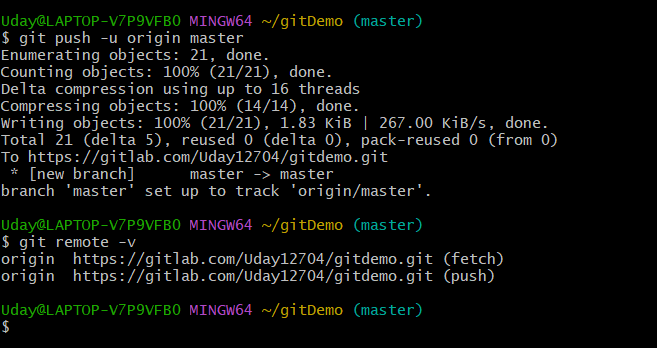 Uday@LAPTOP-V7P9VFB0 MINGW64 ~/gitDemo (master)
$ git push -u origin master
Enumerating objects: 21, done.
Counting objects: 100% (21/21), done.
Delta compression using up to 16 threads
Compressing objects: 100% (14/14), done.
Writing objects: 100% (21/21), 1.83 KiB | 267.00 KiB/s, done.
Total 21 (delta 5), reused 0 (delta 0), pack-reused 0 (from 0)
To https://gitlab.com/Uday12704/gitdemo.git
 * [new branch]      master -> master
branch 'master' set up to track 'origin/master'.
Uday@LAPTOP-V7P9VFB0 MINGW64 ~/gitDemo (master)
$ git remote -v
origin  https://gitlab.com/Uday12704/gitdemo.git (fetch)
origin  https://gitlab.com/Uday12704/gitdemo.git (push)
Uday@LAPTOP-V7P9VFB0 MINGW64 ~/gitDemo (master)
$